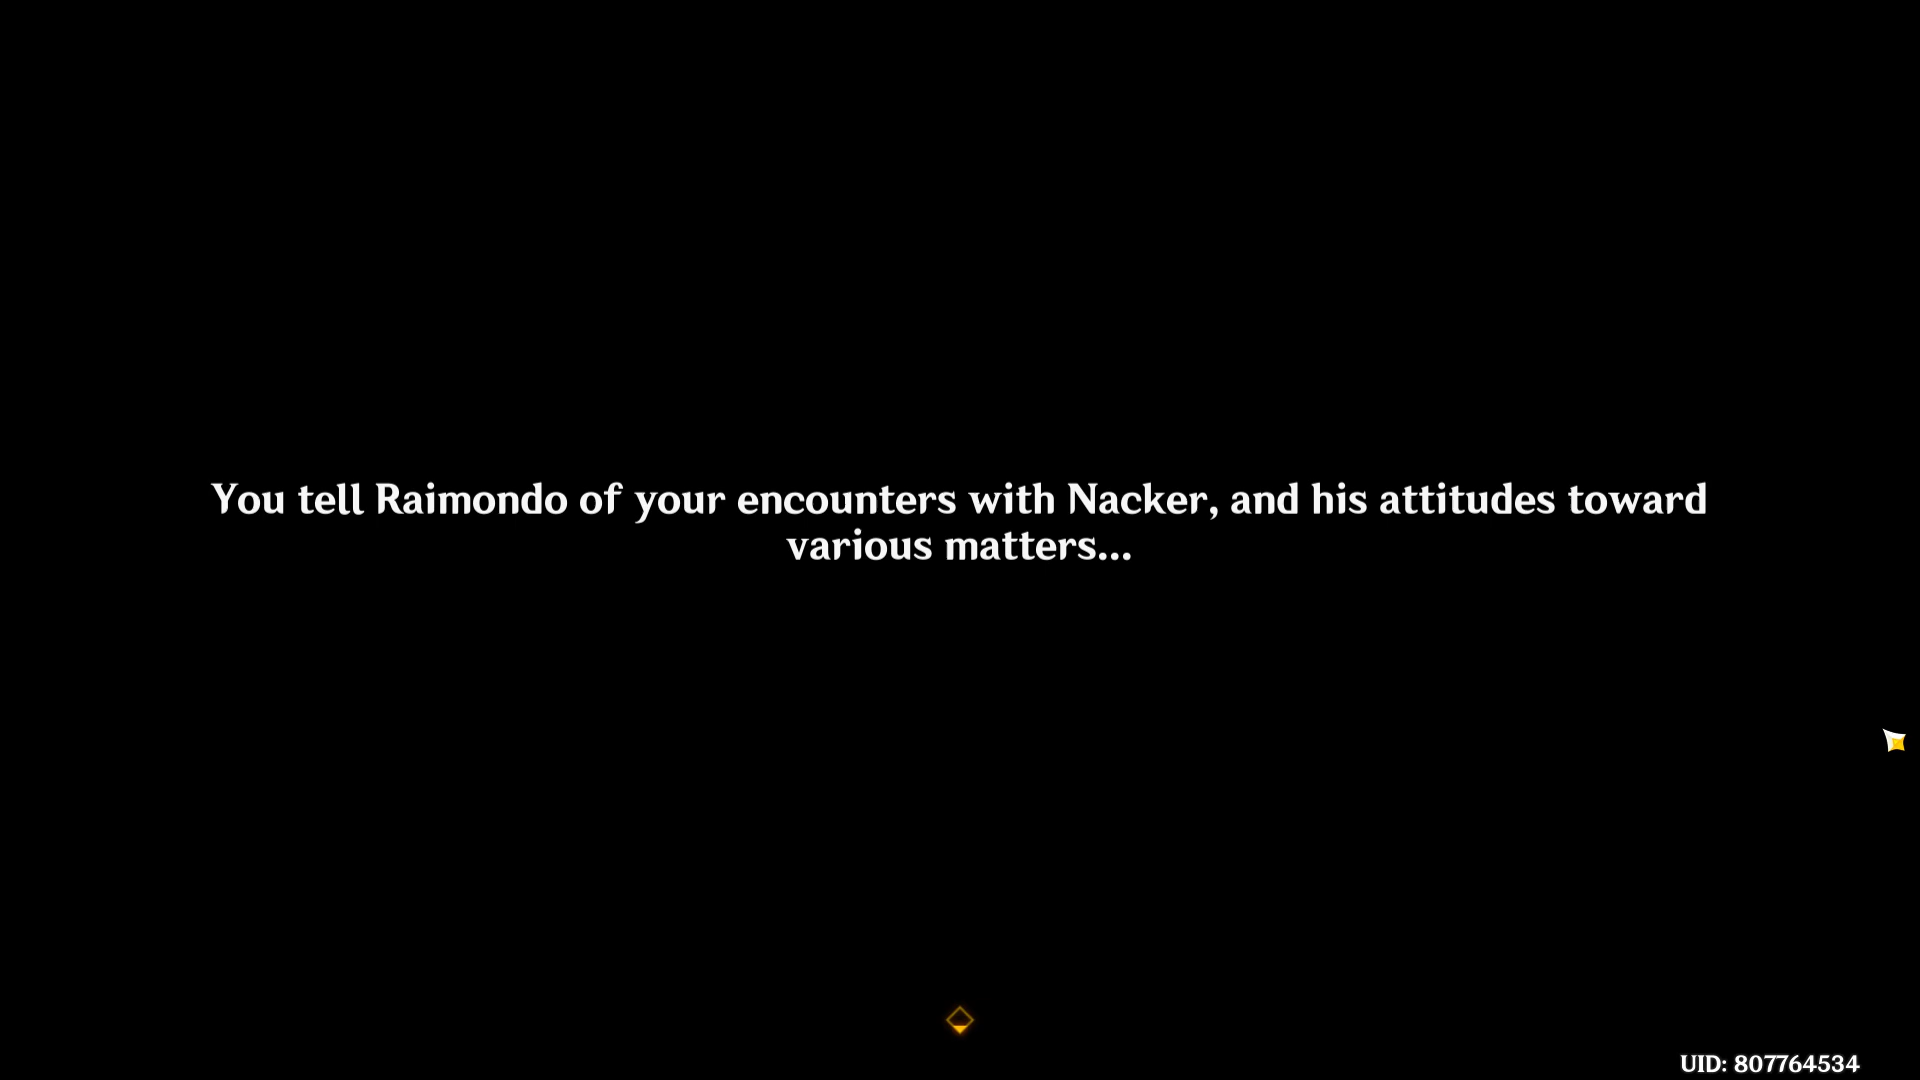 You tell Raimondo of your encounters with Nacker, and his attitudes toward
various matters...
UID: 807764534